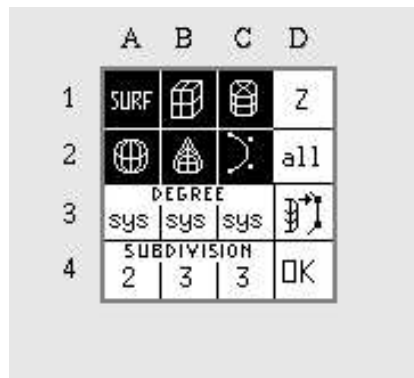 A B C D
1 SURF Z
2 all
DEGREE
3 sys sys sys
SUBDIVISION
4 2 3 3 OK